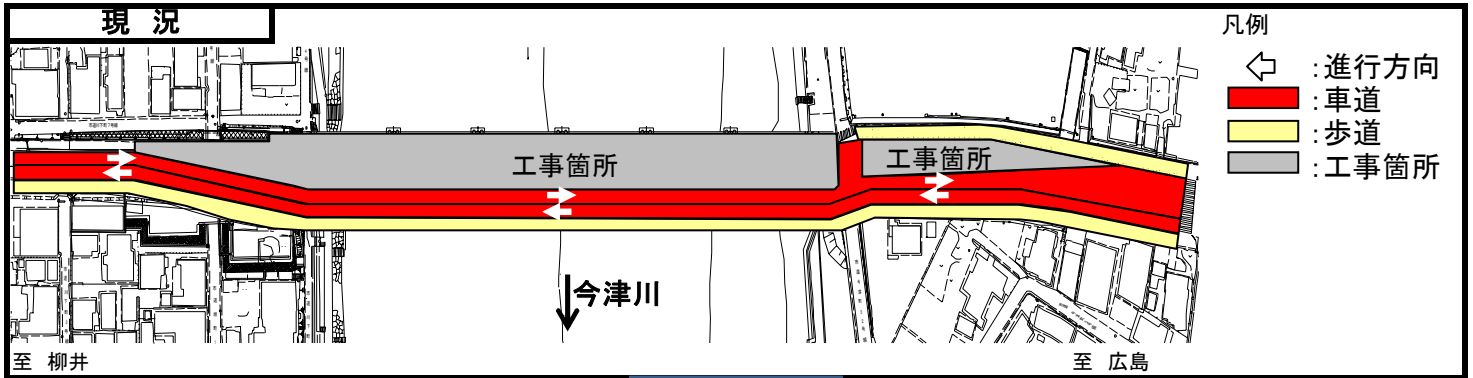 現 況
凡例
:進行方向
:車道
:歩道
:工事箇所
工事箇所
工事箇所
今津川
至 柳井
至 広島